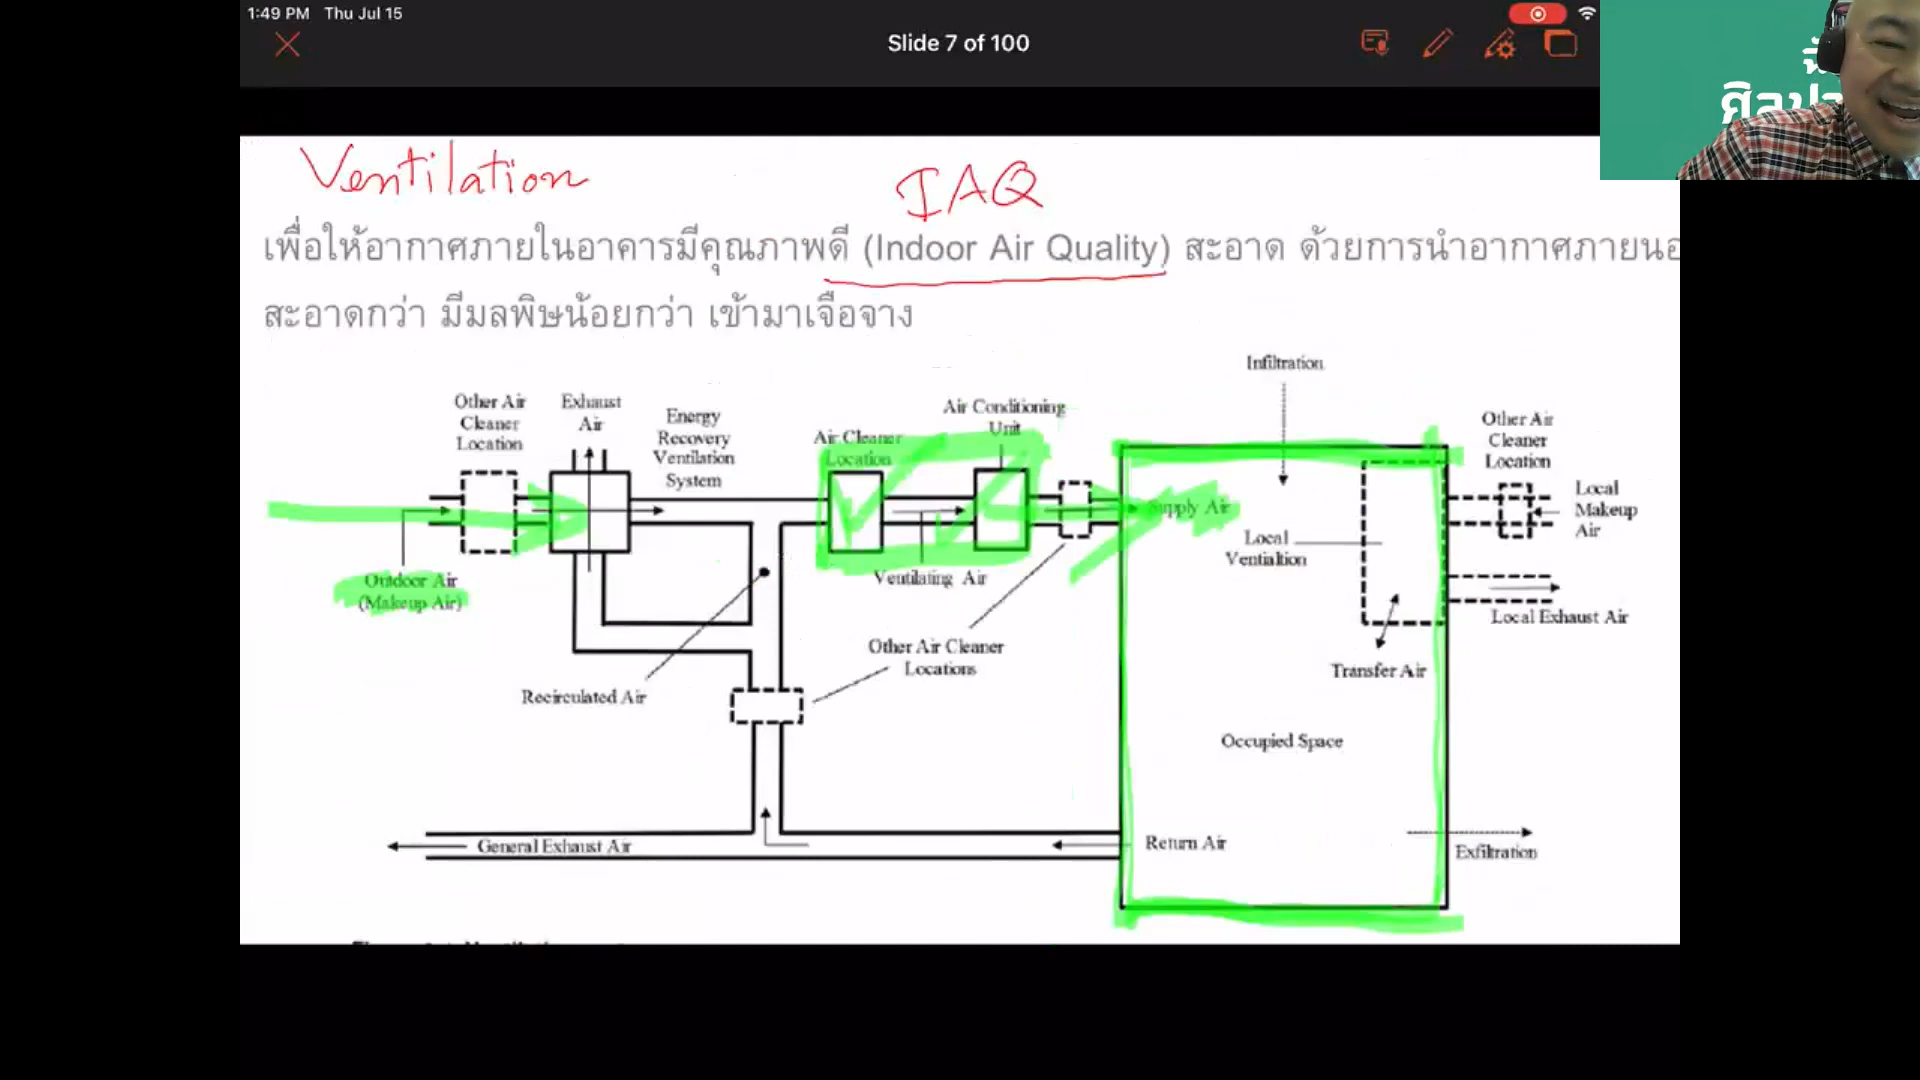 1:49 PM Thu Jul 15
Slide 7 of 100
Ventilation
IAQ
เพื่อให้อากาศภายในอาคารมีคุณภาพดี (Indoor Air Quality) สะอาด ด้วยการนำอากาศภายนอ
สะอาดกว่า มีมลพิษน้อยกว่า เข้ามาเจือจาง
Infiltration
Other Air
Cleaner
Location
Exhaust
Air
Energy
Recovery
Ventilation
System
Air Cleaner
Location
Air Conditioning
Unit
Other Air
Cleaner
Location
Local
Makeup
Air
Supply Air
Local
Ventialtion
Outdoor Air
(Makeup Air)
Ventilating Air
Local Exhaust Air
Other Air Cleaner
Locations
Transfer Air
Recirculated Air
Occupied Space
General Exhaust Air
Return Air
Exfiltration